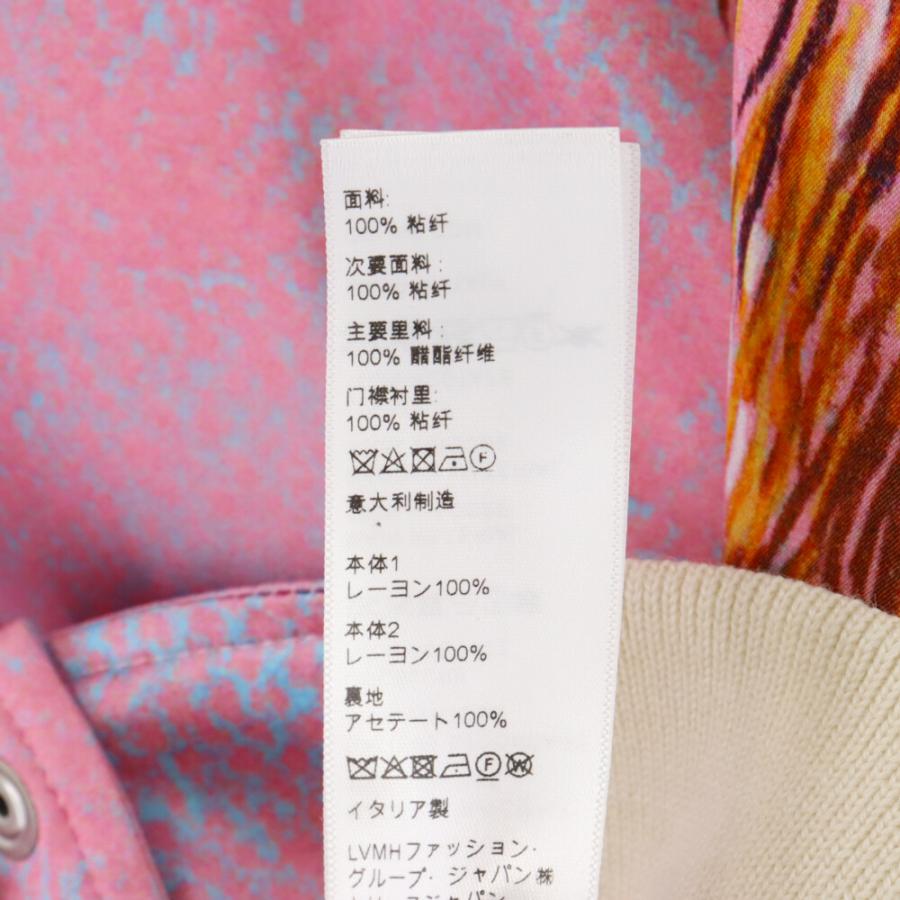 面料:
100% 粘纤
次要面料:
100% 粘纤
主要里料:
100% 醋酯纤维
门襟衬里:
100% 粘纤
F
意大利制造
本体1
レーヨン100%
本体2
レーヨン100%
裏地
アセテート100%
F W
イタリア製
LVMHファッション·
グループ· ジャパン㈱